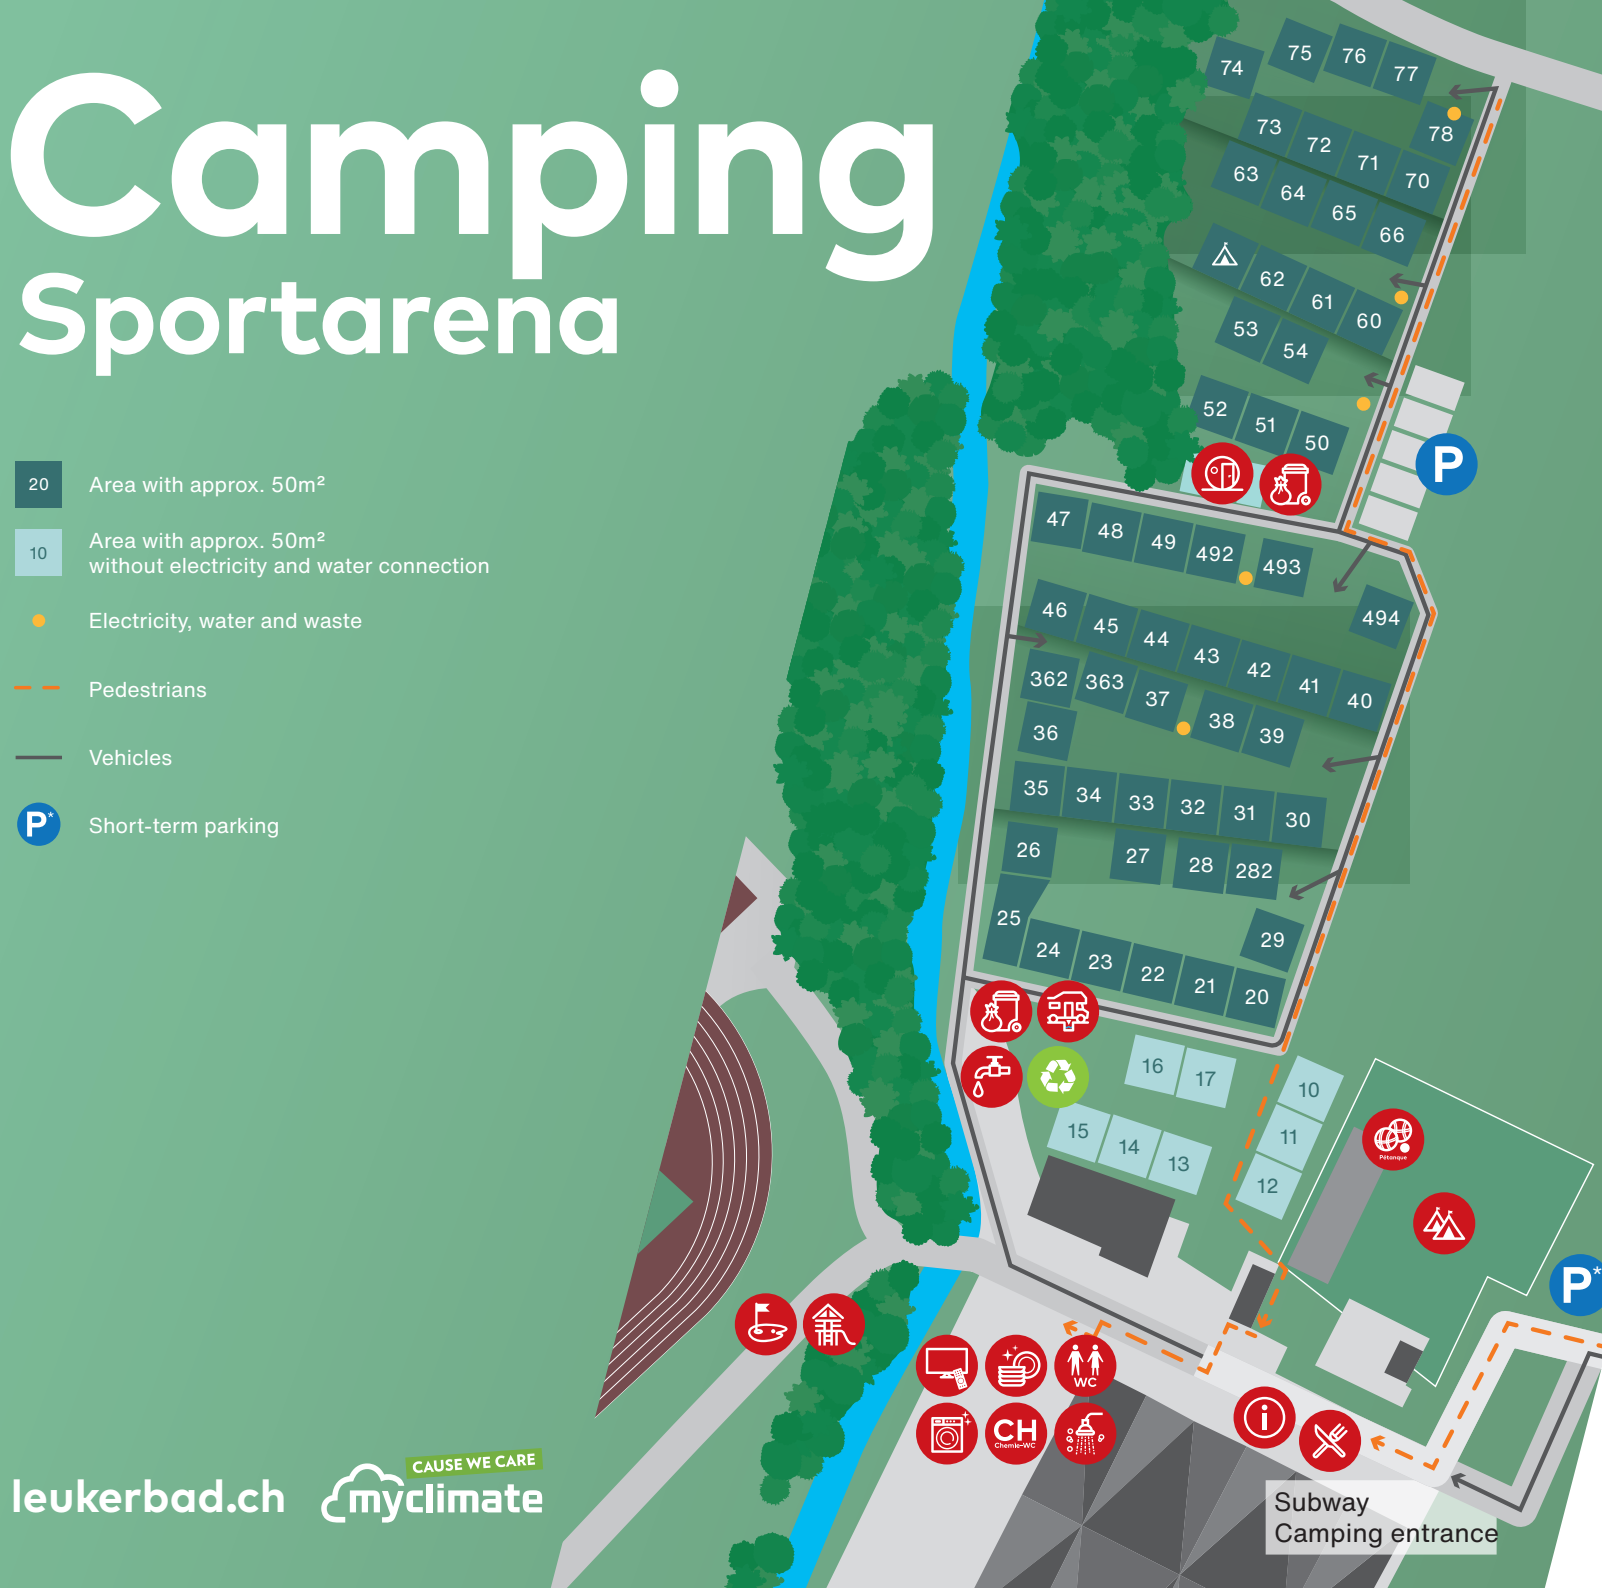 Camping
Sportarena
20 Area with approx. 50m²
10 Area with approx. 50m²
without electricity and water connection
Electricity, water and waste
Pedestrians
Vehicles
P* Short-term parking
74 75 76 77
78
73 72 71 70
63 64 65 66
62 61 60
53 54
52 51 50
P
47 48 49 492 493
494
46 45 44 43 42 41 40
362 363 37 38 39
36
35 34 33 32 31 30
26 27 28 282
25
29
24 23 22 21 20
16 17
10
15 14 13
11
12
Pétanque
P*
WC
CH
Chemie-WC
i
Subway
Camping entrance
leukerbad.ch
CAUSE WE CARE
myclimate